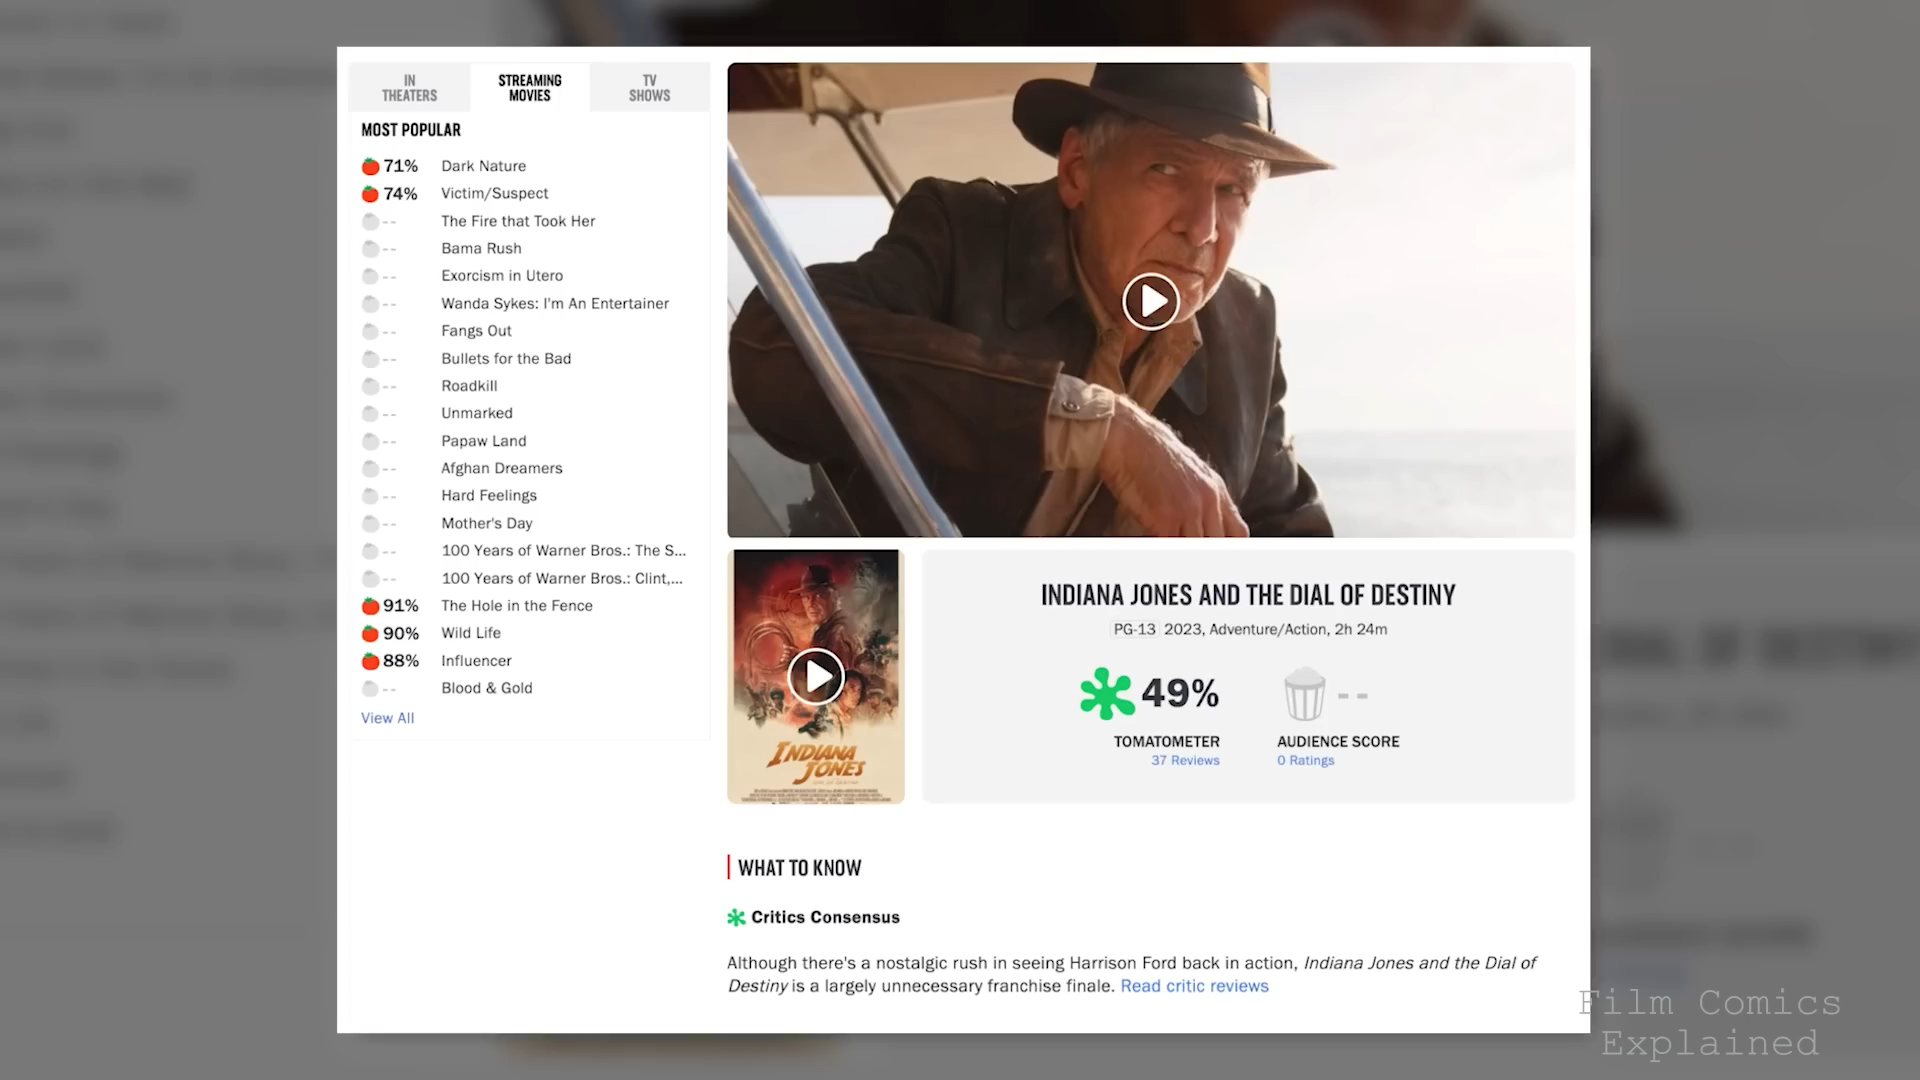 IN
THEATERS
STREAMING
MOVIES
TV
SHOWS
MOST POPULAR
71% Dark Nature
74% Victim/Suspect
-- The Fire that Took Her
-- Bama Rush
-- Exorcism in Utero
-- Wanda Sykes: I'm An Entertainer
-- Fangs Out
-- Bullets for the Bad
-- Roadkill
-- Unmarked
-- Papaw Land
-- Afghan Dreamers
-- Hard Feelings
-- Mother's Day
-- 100 Years of Warner Bros.: The S...
-- 100 Years of Warner Bros.: Clint,...
91% The Hole in the Fence
90% Wild Life
88% Influencer
-- Blood & Gold
View All
INDIANA
JONES
INDIANA JONES AND THE DIAL OF DESTINY
PG-13 2023, Adventure/Action, 2h 24m
49%
--
TOMATOMETER
AUDIENCE SCORE
37 Reviews
0 Ratings
WHAT TO KNOW
Critics Consensus
Although there's a nostalgic rush in seeing Harrison Ford back in action, Indiana Jones and the Dial of
Destiny is a largely unnecessary franchise finale. Read critic reviews
Film Comics
Explained